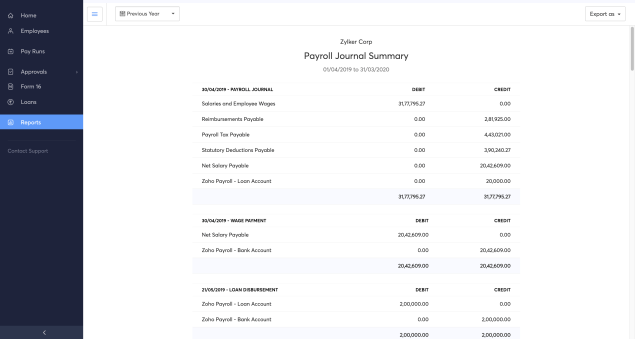 Home
Employees
Pay Runs
Approvals
Form 16
Loans
Reports
Contact Support
Previous Year
Export as
Zylker Corp
Payroll Journal Summary
01/04/2019 to 31/03/2020
30/04/2019 - PAYROLL JOURNAL DEBIT CREDIT
Salaries and Employee Wages 31,77,795.27 0.00
Reimbursements Payable 0.00 2,81,925.00
Payroll Tax Payable 0.00 4,43,021.00
Statutory Deductions Payable 0.00 3,90,240.27
Net Salary Payable 0.00 20,42,609.00
Zoho Payroll - Loan Account 0.00 20,000.00
31,77,795.27 31,77,795.27
30/04/2019 - WAGE PAYMENT DEBIT CREDIT
Net Salary Payable 20,42,609.00 0.00
Zoho Payroll - Bank Account 0.00 20,42,609.00
20,42,609.00 20,42,609.00
21/05/2019 - LOAN DISBURSEMENT DEBIT CREDIT
Zoho Payroll - Loan Account 2,00,000.00 0.00
Zoho Payroll - Bank Account 0.00 2,00,000.00
2,00,000.00 2,00,000.00